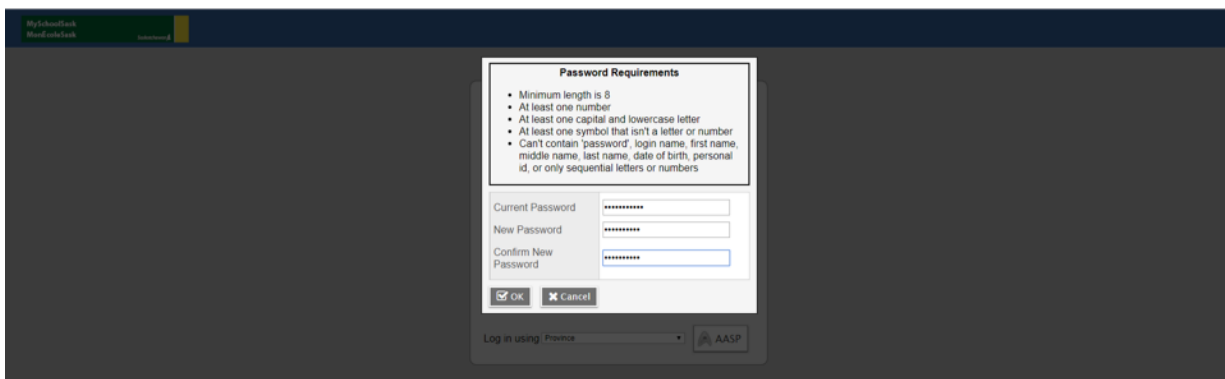 MySchoolSask
MonÉcoleSask
Password Requirements
• Minimum length is 8
• At least one number
• At least one capital and lowercase letter
• At least one symbol that isn't a letter or number
• Can't contain 'password', login name, first name,
middle name, last name, date of birth, personal
id, or only sequential letters or numbers
Current Password •••••••••••
New Password ••••••••••
Confirm New
Password ••••••••••
OK Cancel
Log in using Province AASP